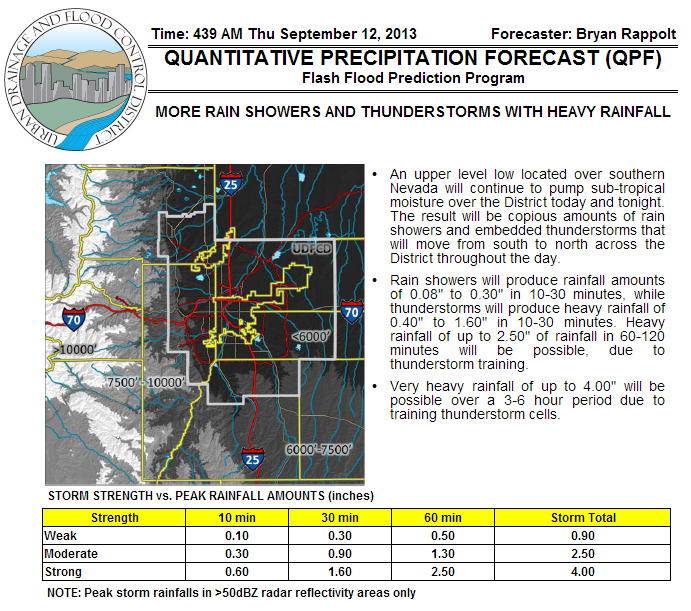 URBAN DRAINAGE AND FLOOD CONTROL DISTRICT
Time: 439 AM Thu September 12, 2013 Forecaster: Bryan Rappolt
QUANTITATIVE PRECIPITATION FORECAST (QPF)
Flash Flood Prediction Program
MORE RAIN SHOWERS AND THUNDERSTORMS WITH HEAVY RAINFALL
25
UDFCD
70
70
<6000'
>10000'
7500' - 10000'
6000'-7500'
25
• An upper level low located over southern
Nevada will continue to pump sub-tropical
moisture over the District today and tonight.
The result will be copious amounts of rain
showers and embedded thunderstorms that
will move from south to north across the
District throughout the day.
• Rain showers will produce rainfall amounts
of 0.08" to 0.30" in 10-30 minutes, while
thunderstorms will produce heavy rainfall of
0.40" to 1.60" in 10-30 minutes. Heavy
rainfall of up to 2.50" of rainfall in 60-120
minutes will be possible, due to
thunderstorm training.
• Very heavy rainfall of up to 4.00" will be
possible over a 3-6 hour period due to
training thunderstorm cells.
STORM STRENGTH vs. PEAK RAINFALL AMOUNTS (inches)
Strength 10 min 30 min 60 min Storm Total
Weak 0.10 0.30 0.50 0.90
Moderate 0.30 0.90 1.30 2.50
Strong 0.60 1.60 2.50 4.00
NOTE: Peak storm rainfalls in >50dBZ radar reflectivity areas only